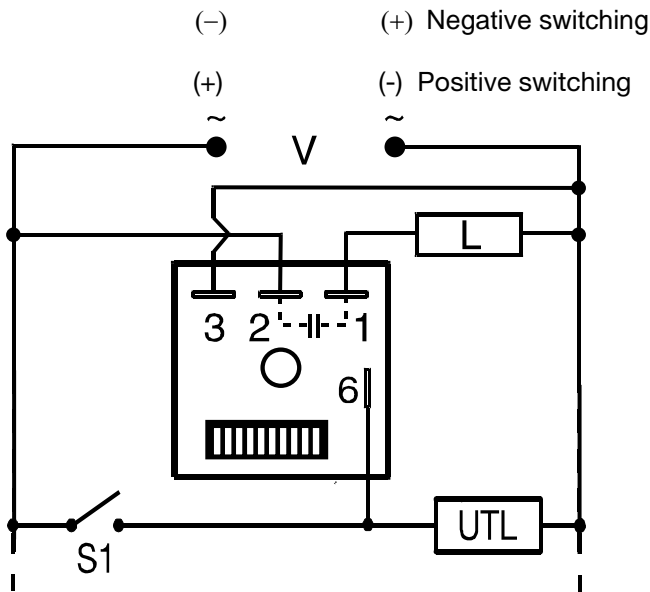 (−) (+) Negative switching
(+) (-) Positive switching
~ ~
V
L
3 2 1
6
UTL
S1